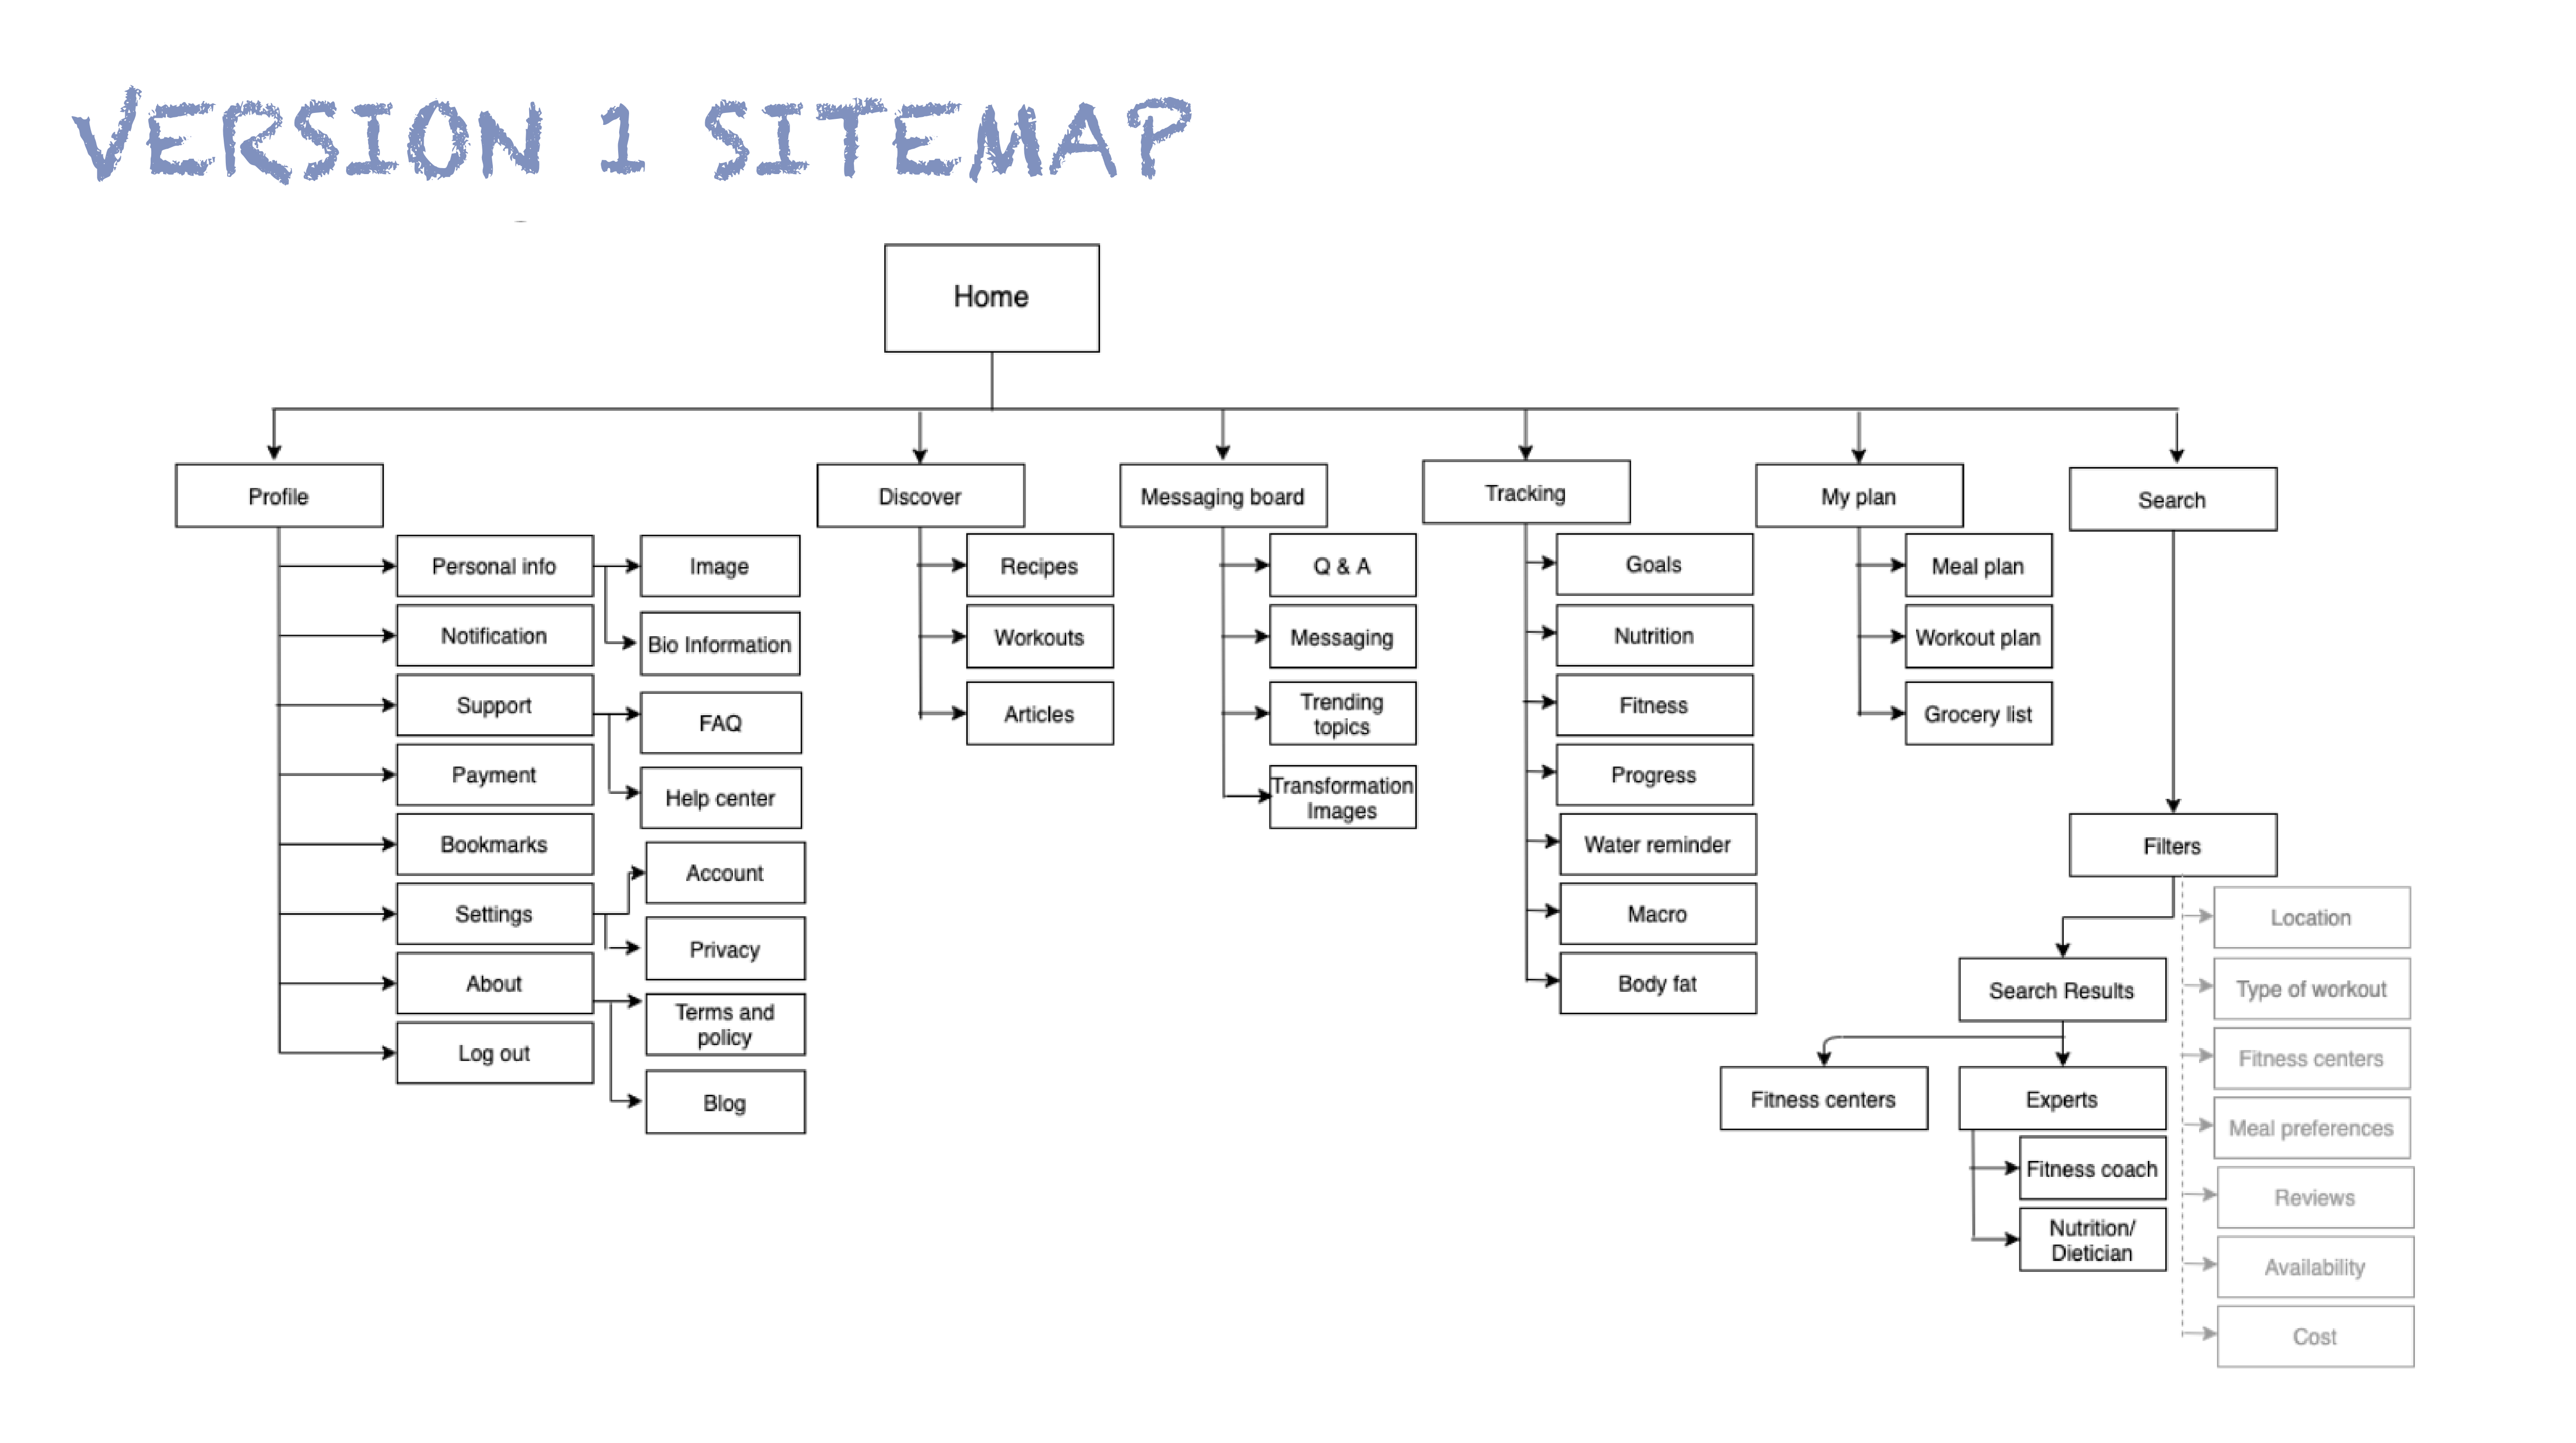 VERSION 1 SITEMAP
Home
Profile
Discover
Messaging board
Tracking
My plan
Search
Personal info
Image
Bio Information
Notification
Support
FAQ
Help center
Payment
Bookmarks
Settings
Account
Privacy
About
Terms and
policy
Blog
Log out
Recipes
Workouts
Articles
Q & A
Messaging
Trending
topics
Transformation
Images
Goals
Nutrition
Fitness
Progress
Water reminder
Macro
Body fat
Meal plan
Workout plan
Grocery list
Filters
Search Results
Fitness centers
Experts
Fitness coach
Nutrition/
Dietician
Location
Type of workout
Fitness centers
Meal preferences
Reviews
Availability
Cost